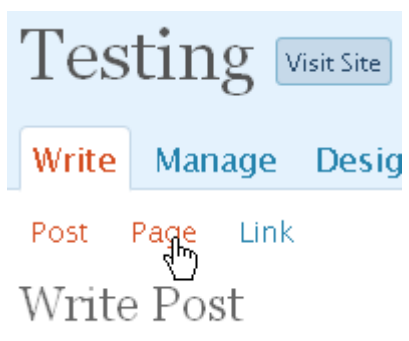 Testing Visit Site
Write Manage Desig
Post Page Link
Write Post